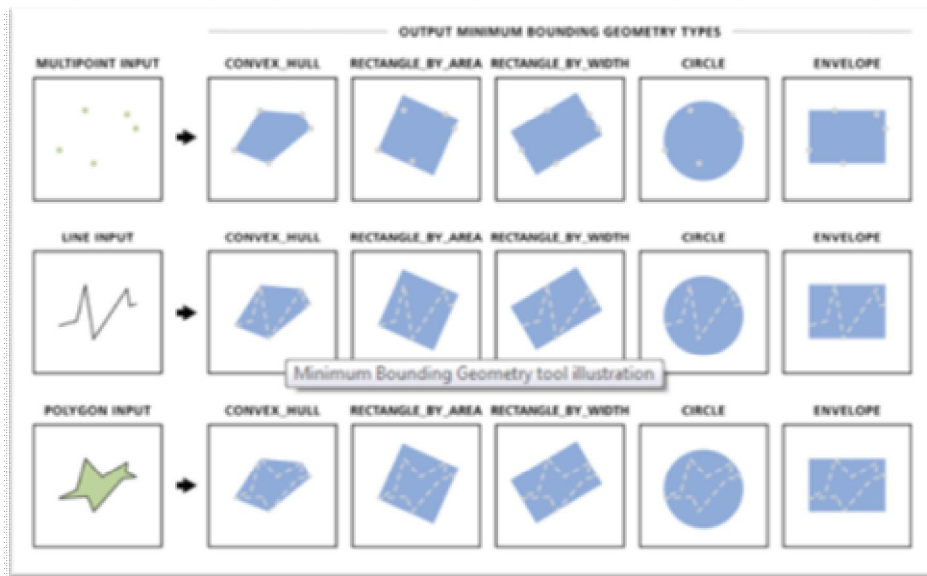 OUTPUT MINIMUM BOUNDING GEOMETRY TYPES
MULTIPOINT INPUT CONVEX_HULL RECTANGLE_BY_AREA RECTANGLE_BY_WIDTH CIRCLE ENVELOPE
LINE INPUT CONVEX_HULL RECTANGLE_BY_AREA RECTANGLE_BY_WIDTH CIRCLE ENVELOPE
Minimum Bounding Geometry tool illustration
POLYGON INPUT CONVEX_HULL RECTANGLE_BY_AREA RECTANGLE_BY_WIDTH CIRCLE ENVELOPE